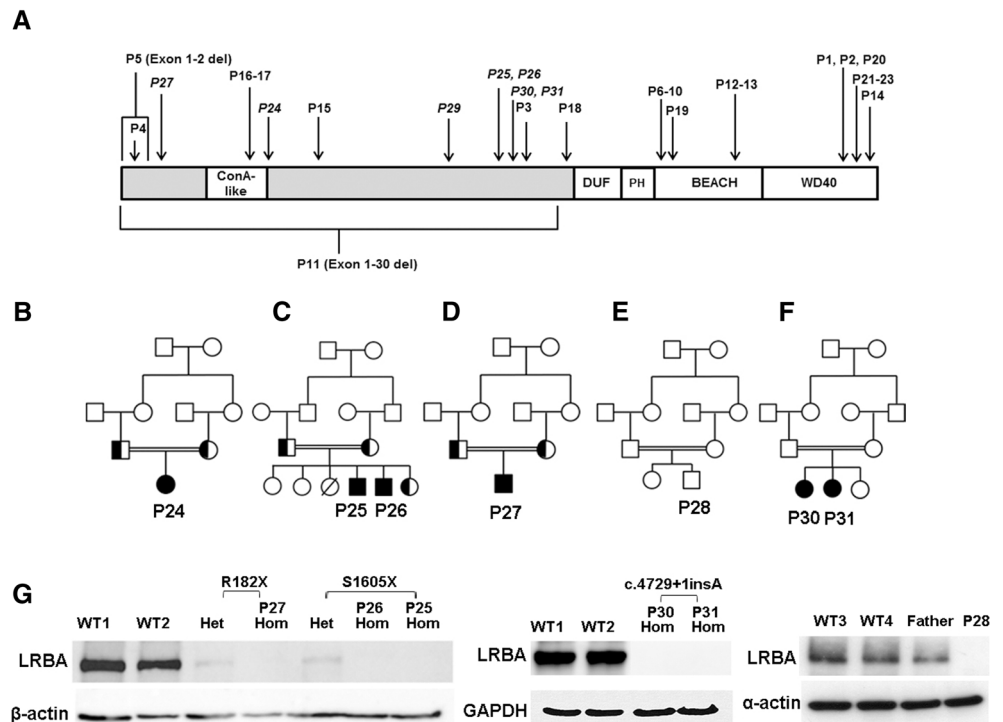 A
P5 (Exon 1-2 del)
P27
P4
P16-17
P24
P15
P29
P25, P26
P30, P31
P3
P18
P6-10
P19
P12-13
P1, P2, P20
P21-23
P14
ConA-like
DUF
PH
BEACH
WD40
P11 (Exon 1-30 del)
B
C
D
E
F
P24
P25 P26
P27
P28
P30 P31
G
R182X
S1605X
WT1 WT2 Het P27 Hom Het P26 Hom P25 Hom
LRBA
β-actin
c.4729+1insA
WT1 WT2 P30 Hom P31 Hom
LRBA
GAPDH
WT3 WT4 Father P28
LRBA
α-actin